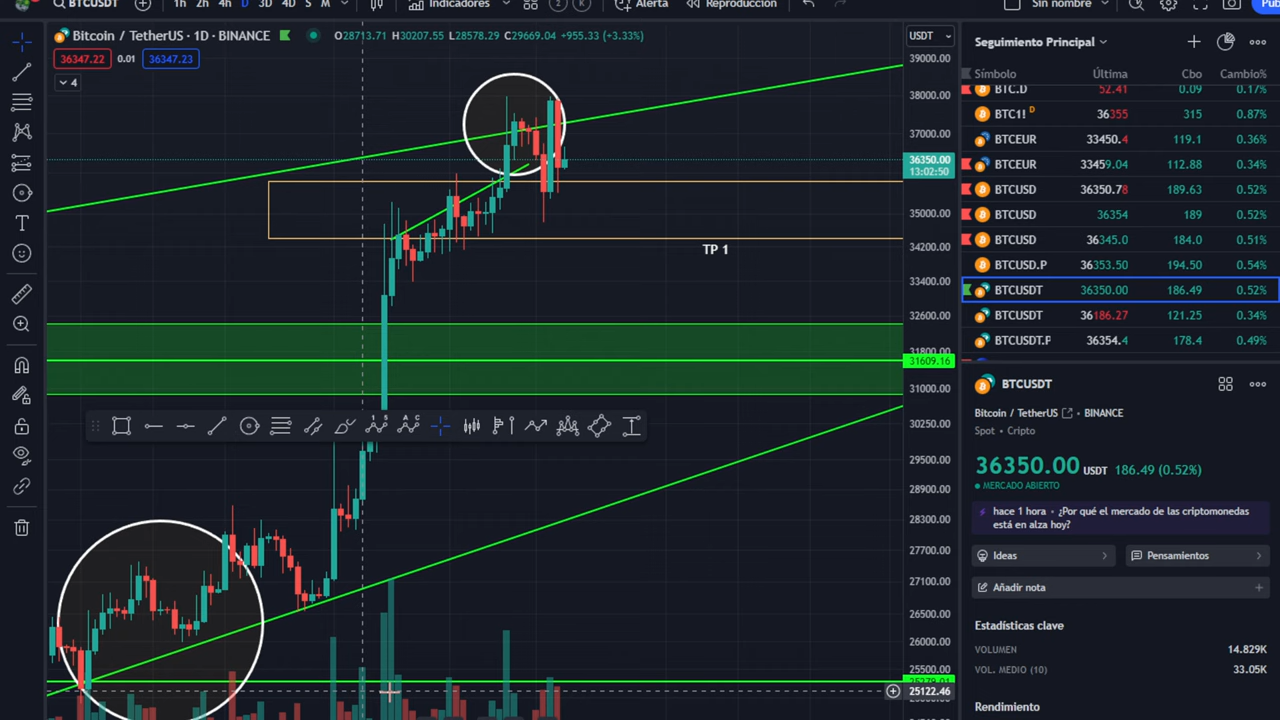 BTCUSDT
1h 2h 4h D 3D 4D S M
Indicadores
Alerta
Reproducción
Sin nombre
Bitcoin / TetherUS · 1D · BINANCE
O28713.71 H30207.55 L28578.29 C29669.04 +955.33 (+3.33%)
36347.22 0.01 36347.23
4
TP 1
USDT
39000.00
38000.00
37000.00
36350.00
13:02:50
35000.00
34200.00
33400.00
32600.00
31800.00
31609.16
31000.00
30250.00
29500.00
28900.00
28300.00
27700.00
27100.00
26500.00
26000.00
25500.00
25122.46
Seguimiento Principal
Símbolo Última Cbo Cambio%
BTC.D 52.41 0.09 0.17%
BTC1! D 36355 315 0.87%
BTCEUR 33450.4 119.1 0.36%
BTCEUR 33459.04 112.88 0.34%
BTCUSD 36350.78 189.63 0.52%
BTCUSD 36354 189 0.52%
BTCUSD 36345.0 184.0 0.51%
BTCUSD.P 36353.50 194.50 0.54%
BTCUSDT 36350.00 186.49 0.52%
BTCUSDT 36186.27 121.25 0.34%
BTCUSDT.P 36354.4 178.4 0.49%
BTCUSDT
Bitcoin / TetherUS · BINANCE
Spot • Cripto
36350.00 USDT 186.49 (0.52%)
MERCADO ABIERTO
hace 1 hora • ¿Por qué el mercado de las criptomonedas
está en alza hoy?
Ideas
Pensamientos
Añadir nota
Estadísticas clave
VOLUMEN 14.829K
VOL. MEDIO (10) 33.05K
Rendimiento